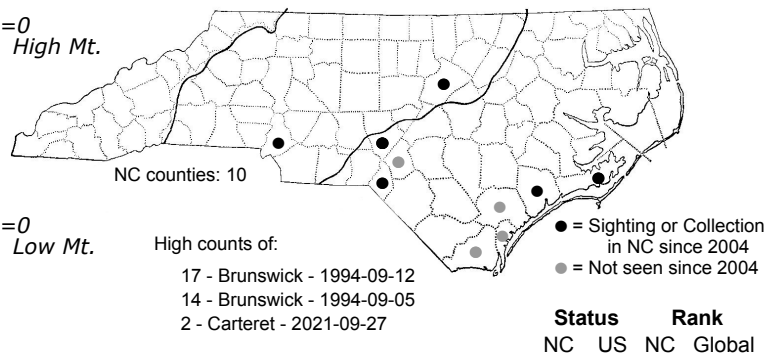 =0
High Mt.
NC counties: 10
=0
Low Mt.
High counts of:
17 - Brunswick - 1994-09-12
14 - Brunswick - 1994-09-05
2 - Carteret - 2021-09-27
= Sighting or Collection
in NC since 2004
= Not seen since 2004
Status Rank
NC US NC Global